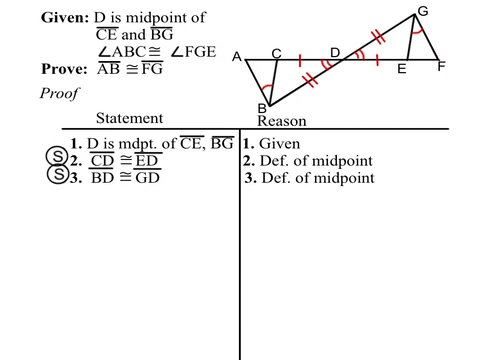 Given: D is midpoint of
CE and BG
∠ABC≅ ∠FGE
Prove: AB ≅ FG
Proof
G
A C D E F
B
Statement Reason
1. D is mdpt. of CE, BG 1. Given
S 2. CD ≅ ED 2. Def. of midpoint
S 3. BD ≅ GD 3. Def. of midpoint